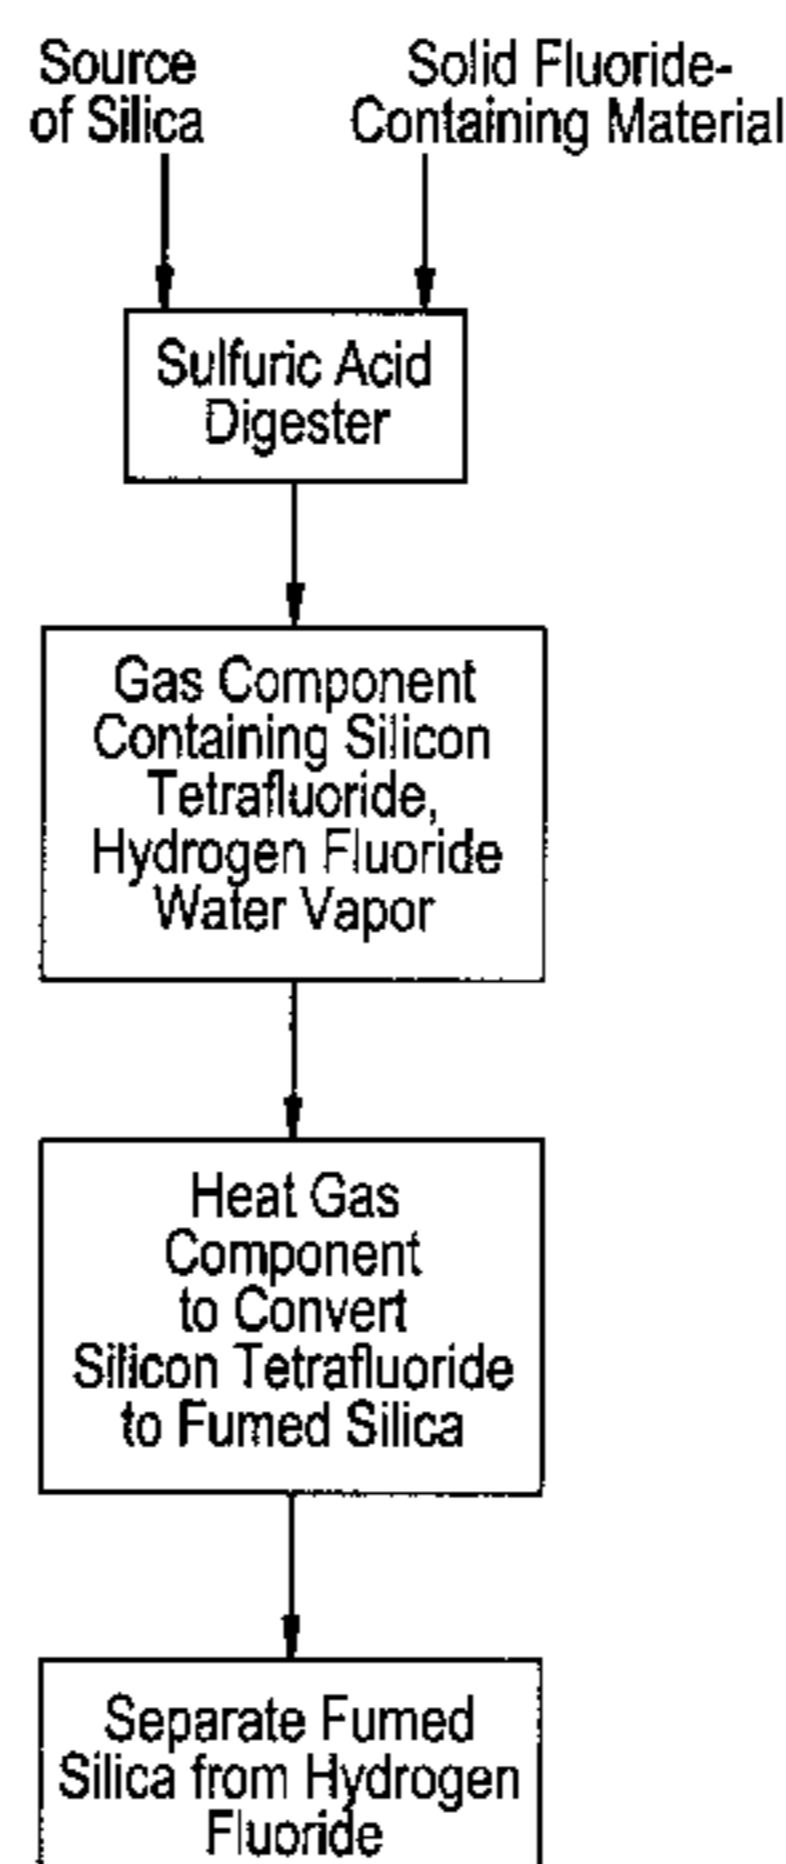 Source
of Silica
Solid Fluoride-
Containing Material
Sulfuric Acid
Digester
Gas Component
Containing Silicon
Tetrafluoride,
Hydrogen Fluoride
Water Vapor
Heat Gas
Component
to Convert
Silicon Tetrafluoride
to Fumed Silica
Separate Fumed
Silica from Hydrogen
Fluoride